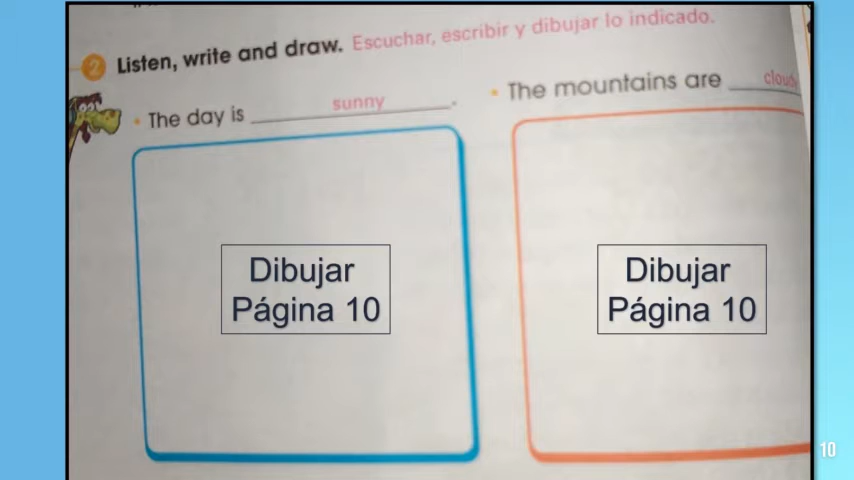 2 Listen, write and draw. Escuchar, escribir y dibujar lo indicado.
• The day is sunny.
• The mountains are
Dibujar
Página 10
Dibujar
Página 10
10